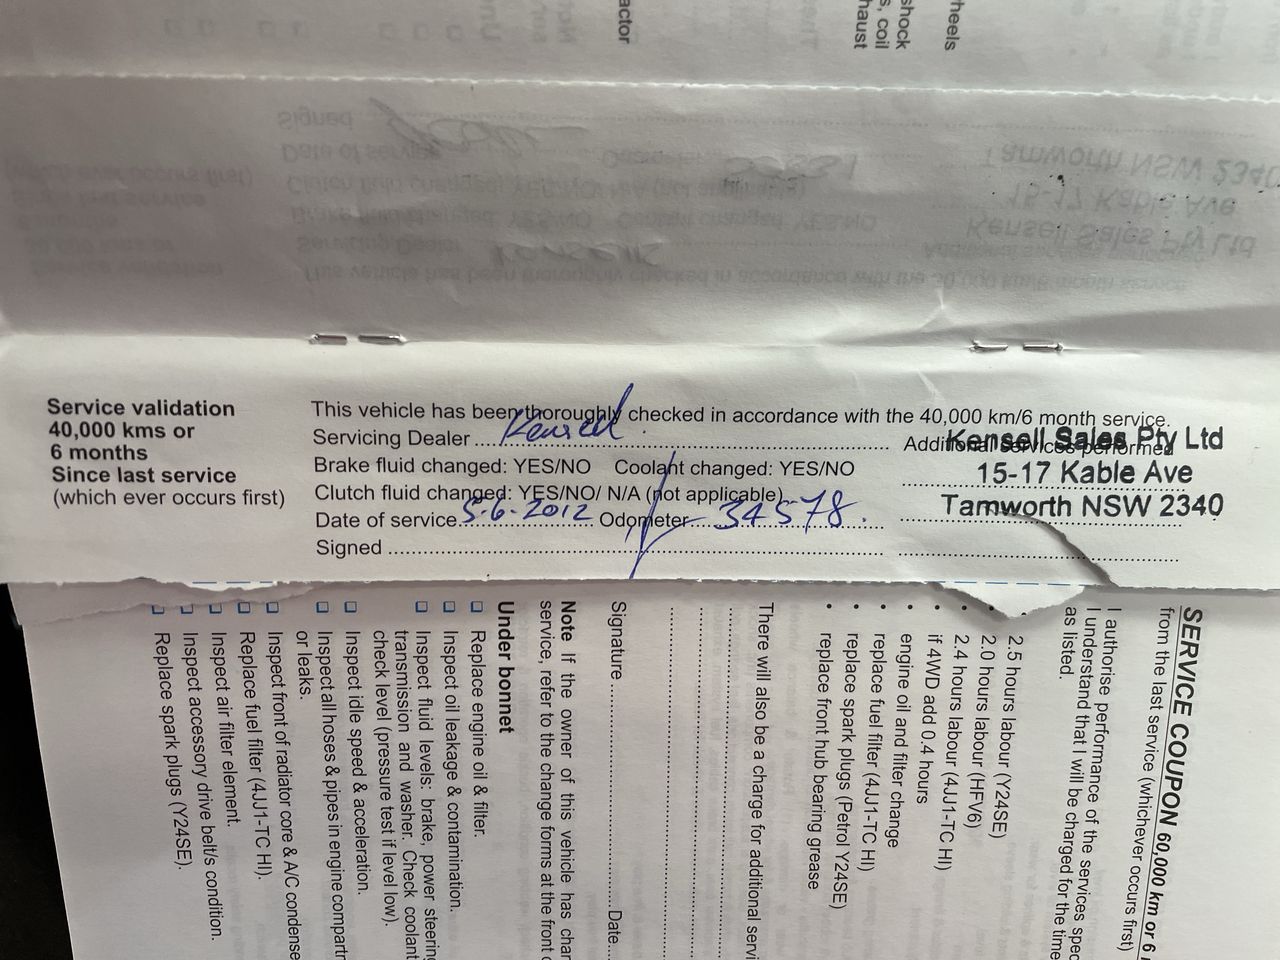 actor
haust
s, coil
shock
heels
Service validation
40,000 kms or
6 months
Since last service
(which ever occurs first)
This vehicle has been thoroughly checked in accordance with the 40,000 km/6 month service.
Servicing Dealer Kensell
Additional services performed
Brake fluid changed: YES/NO Coolant changed: YES/NO
Clutch fluid changed: YES/NO/ N/A (not applicable)
Date of service 5-6-2012 Odometer 34578.
Signed
Kensell Sales Pty Ltd
15-17 Kable Ave
Tamworth NSW 2340
SERVICE COUPON 60,000 km or 6
from the last service (whichever occurs first)
I authorise performance of the services spec
I understand that I will be charged for the time
as listed.
2.5 hours labour (Y24SE)
• 2.0 hours labour (HFV6)
• 2.4 hours labour (4JJ1-TC HI)
• if 4WD add 0.4 hours
• engine oil and filter change
• replace fuel filter (4JJ1-TC HI)
• replace spark plugs (Petrol Y24SE)
• replace front hub bearing grease
There will also be a charge for additional servi
Signature Date
Note If the owner of this vehicle has char
service, refer to the change forms at the front
Under bonnet
Replace engine oil & filter.
Inspect oil leakage & contamination.
Inspect fluid levels: brake, power steering
transmission and washer. Check coolant
check level (pressure test if level low).
Inspect idle speed & acceleration.
Inspect all hoses & pipes in engine compartm
or leaks.
Inspect front of radiator core & A/C condense
Replace fuel filter (4JJ1-TC HI).
Inspect air filter element.
Inspect accessory drive belt/s condition.
Replace spark plugs (Y24SE).